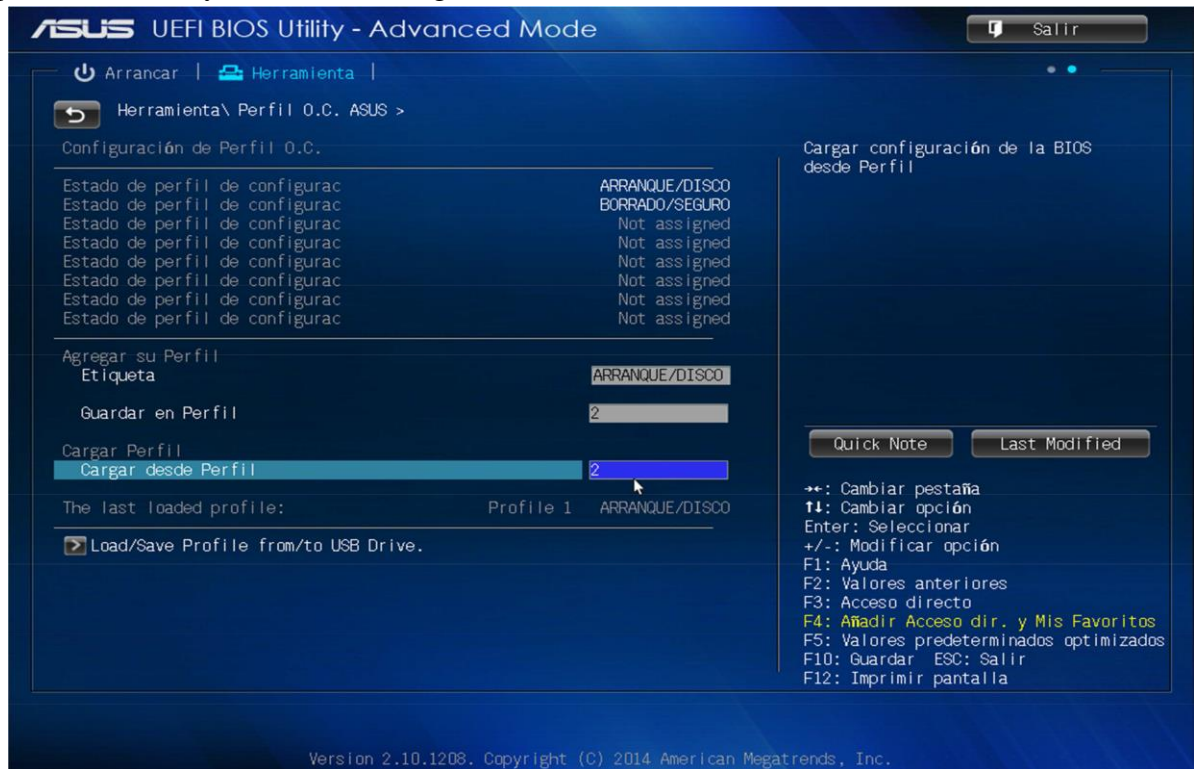 ASUS UEFI BIOS Utility - Advanced Mode
Salir
Arrancar | Herramienta |
Herramienta\ Perfil O.C. ASUS >
Configuración de Perfil O.C.
Estado de perfil de configurac ARRANQUE/DISCO
Estado de perfil de configurac BORRADO/SEGURO
Estado de perfil de configurac Not assigned
Estado de perfil de configurac Not assigned
Estado de perfil de configurac Not assigned
Estado de perfil de configurac Not assigned
Estado de perfil de configurac Not assigned
Estado de perfil de configurac Not assigned
Agregar su Perfil
Etiqueta ARRANQUE/DISCO
Guardar en Perfil 2
Cargar Perfil
Cargar desde Perfil 2
The last loaded profile: Profile 1 ARRANQUE/DISCO
Load/Save Profile from/to USB Drive.
Cargar configuración de la BIOS
desde Perfil
Quick Note Last Modified
→←: Cambiar pestaña
↑↓: Cambiar opción
Enter: Seleccionar
+/-: Modificar opción
F1: Ayuda
F2: Valores anteriores
F3: Acceso directo
F4: Añadir Acceso dir. y Mis Favoritos
F5: Valores predeterminados optimizados
F10: Guardar ESC: Salir
F12: Imprimir pantalla
Version 2.10.1208. Copyright (C) 2014 American Megatrends, Inc.